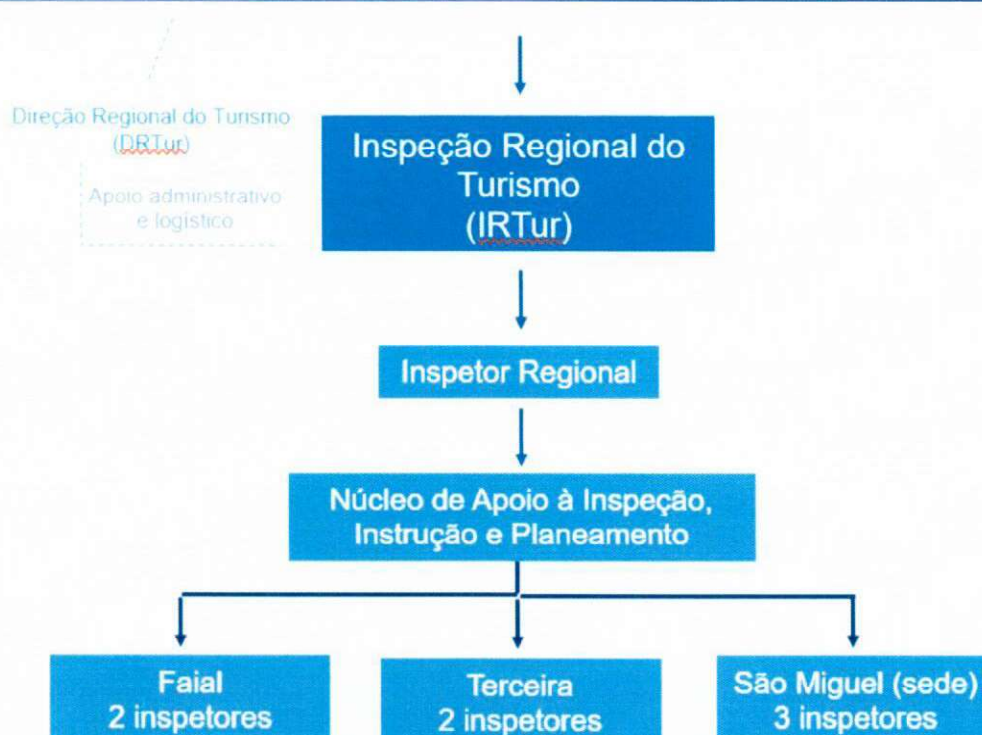 Direção Regional do Turismo
(DRTur)
Apoio administrativo
e logístico
Inspeção Regional do
Turismo
(IRTur)
Inspetor Regional
Núcleo de Apoio à Inspeção,
Instrução e Planeamento
Faial
2 inspetores
Terceira
2 inspetores
São Miguel (sede)
3 inspetores